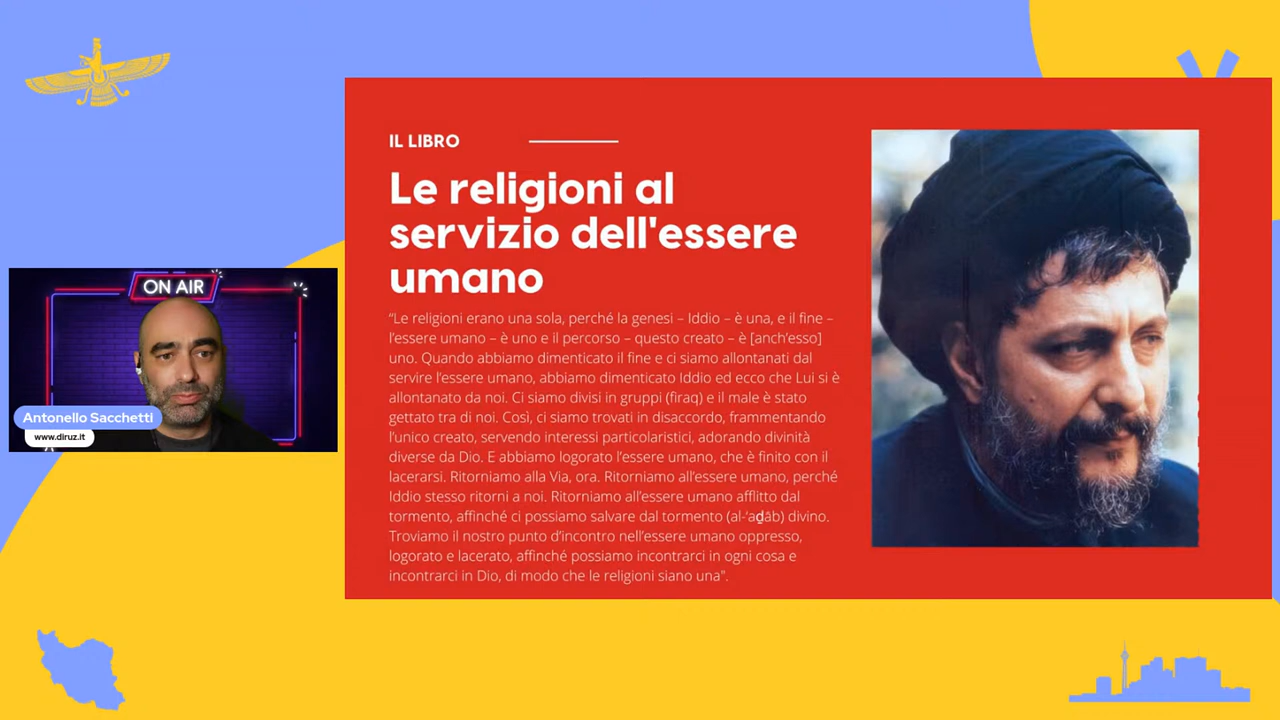 IL LIBRO
Le religioni al
servizio dell'essere
umano
“Le religioni erano una sola, perché la genesi – Iddio – è una, e il fine –
l’essere umano – è uno e il percorso – questo creato – è [anch’esso]
uno. Quando abbiamo dimenticato il fine e ci siamo allontanati dal
servire l’essere umano, abbiamo dimenticato Iddio ed ecco che Lui si è
allontanato da noi. Ci siamo divisi in gruppi (firaq) e il male è stato
gettato tra di noi. Così, ci siamo trovati in disaccordo, frammentando
l’unico creato, servendo interessi particolaristici, adorando divinità
diverse da Dio. E abbiamo logorato l’essere umano, che è finito con il
lacerarsi. Ritorniamo alla Via, ora. Ritorniamo all’essere umano, perché
Iddio stesso ritorni a noi. Ritorniamo all’essere umano afflitto dal
tormento, affinché ci possiamo salvare dal tormento (al-‘aḏâb) divino.
Troviamo il nostro punto d’incontro nell’essere umano oppresso,
logorato e lacerato, affinché possiamo incontrarci in ogni cosa e
incontrarci in Dio, di modo che le religioni siano una".
ON AIR
Antonello Sacchetti
www.diruz.it